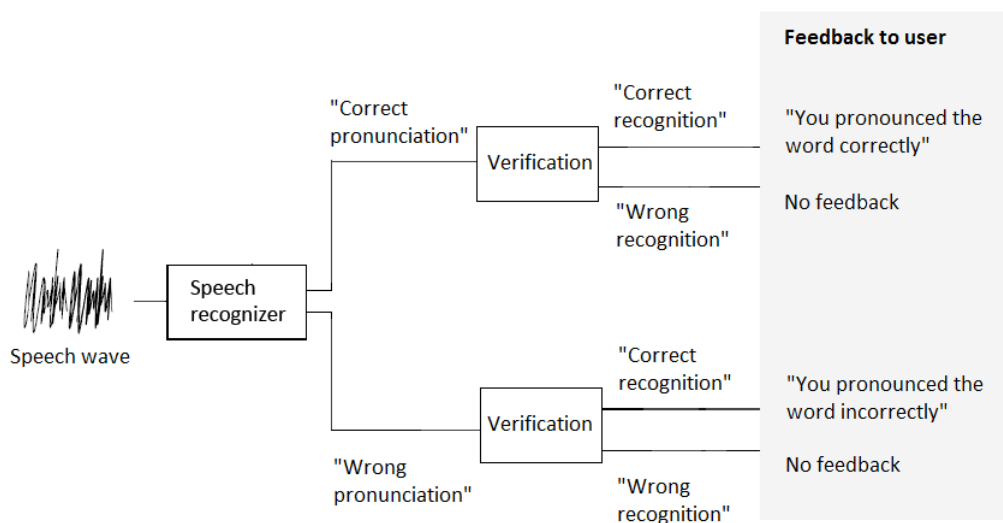 Feedback to user
"Correct
pronunciation"
"Correct
recognition"
"You pronounced the
word correctly"
Verification
"Wrong
recognition"
No feedback
Speech
recognizer
Speech wave
"Correct
recognition"
"You pronounced the
word incorrectly"
Verification
"Wrong
pronunciation"
"Wrong
recognition"
No feedback